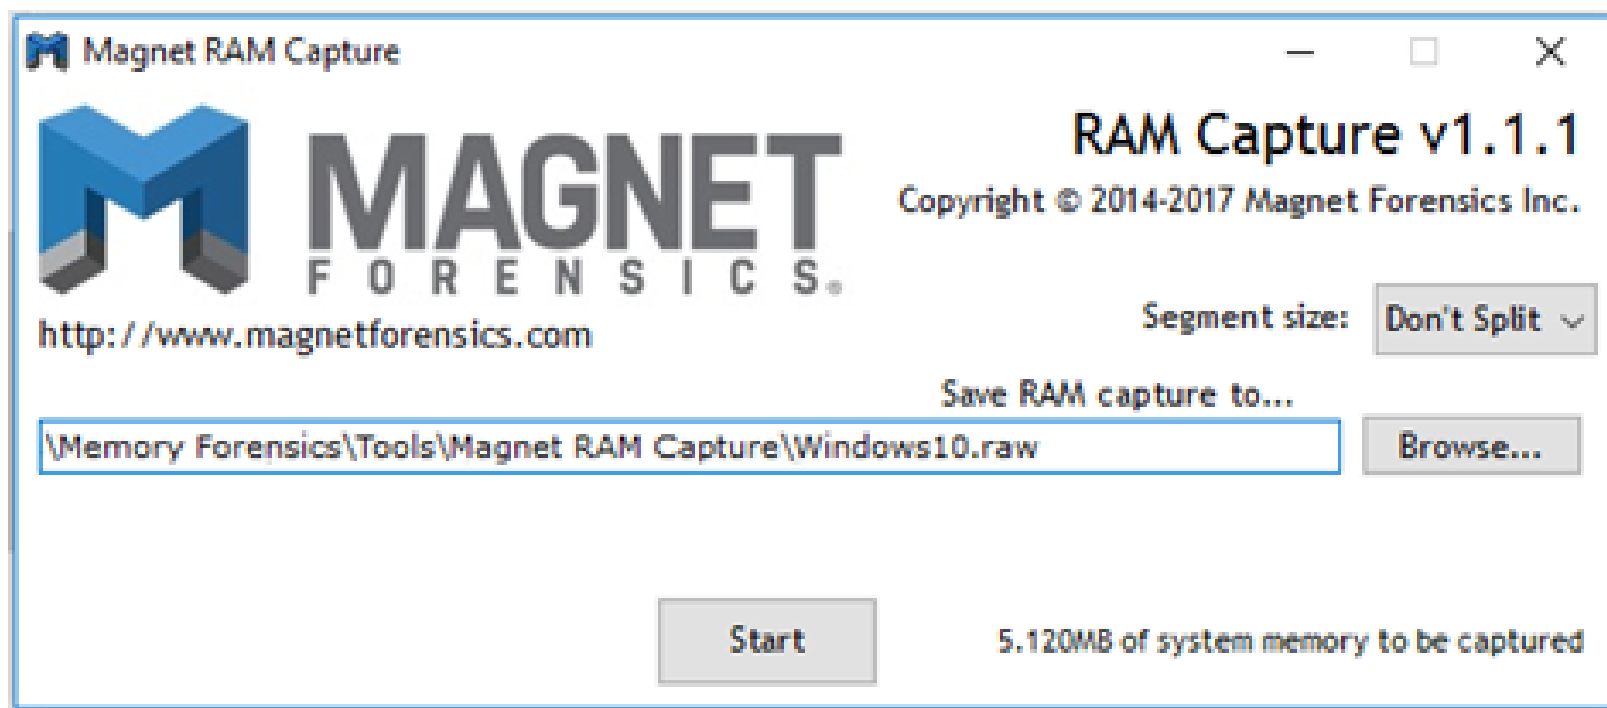 Magnet RAM Capture
MAGNET
FORENSICS®
http://www.magnetforensics.com
RAM Capture v1.1.1
Copyright © 2014-2017 Magnet Forensics Inc.
Segment size: Don't Split
Save RAM capture to...
\Memory Forensics\Tools\Magnet RAM Capture\Windows10.raw Browse...
Start 5.120MB of system memory to be captured